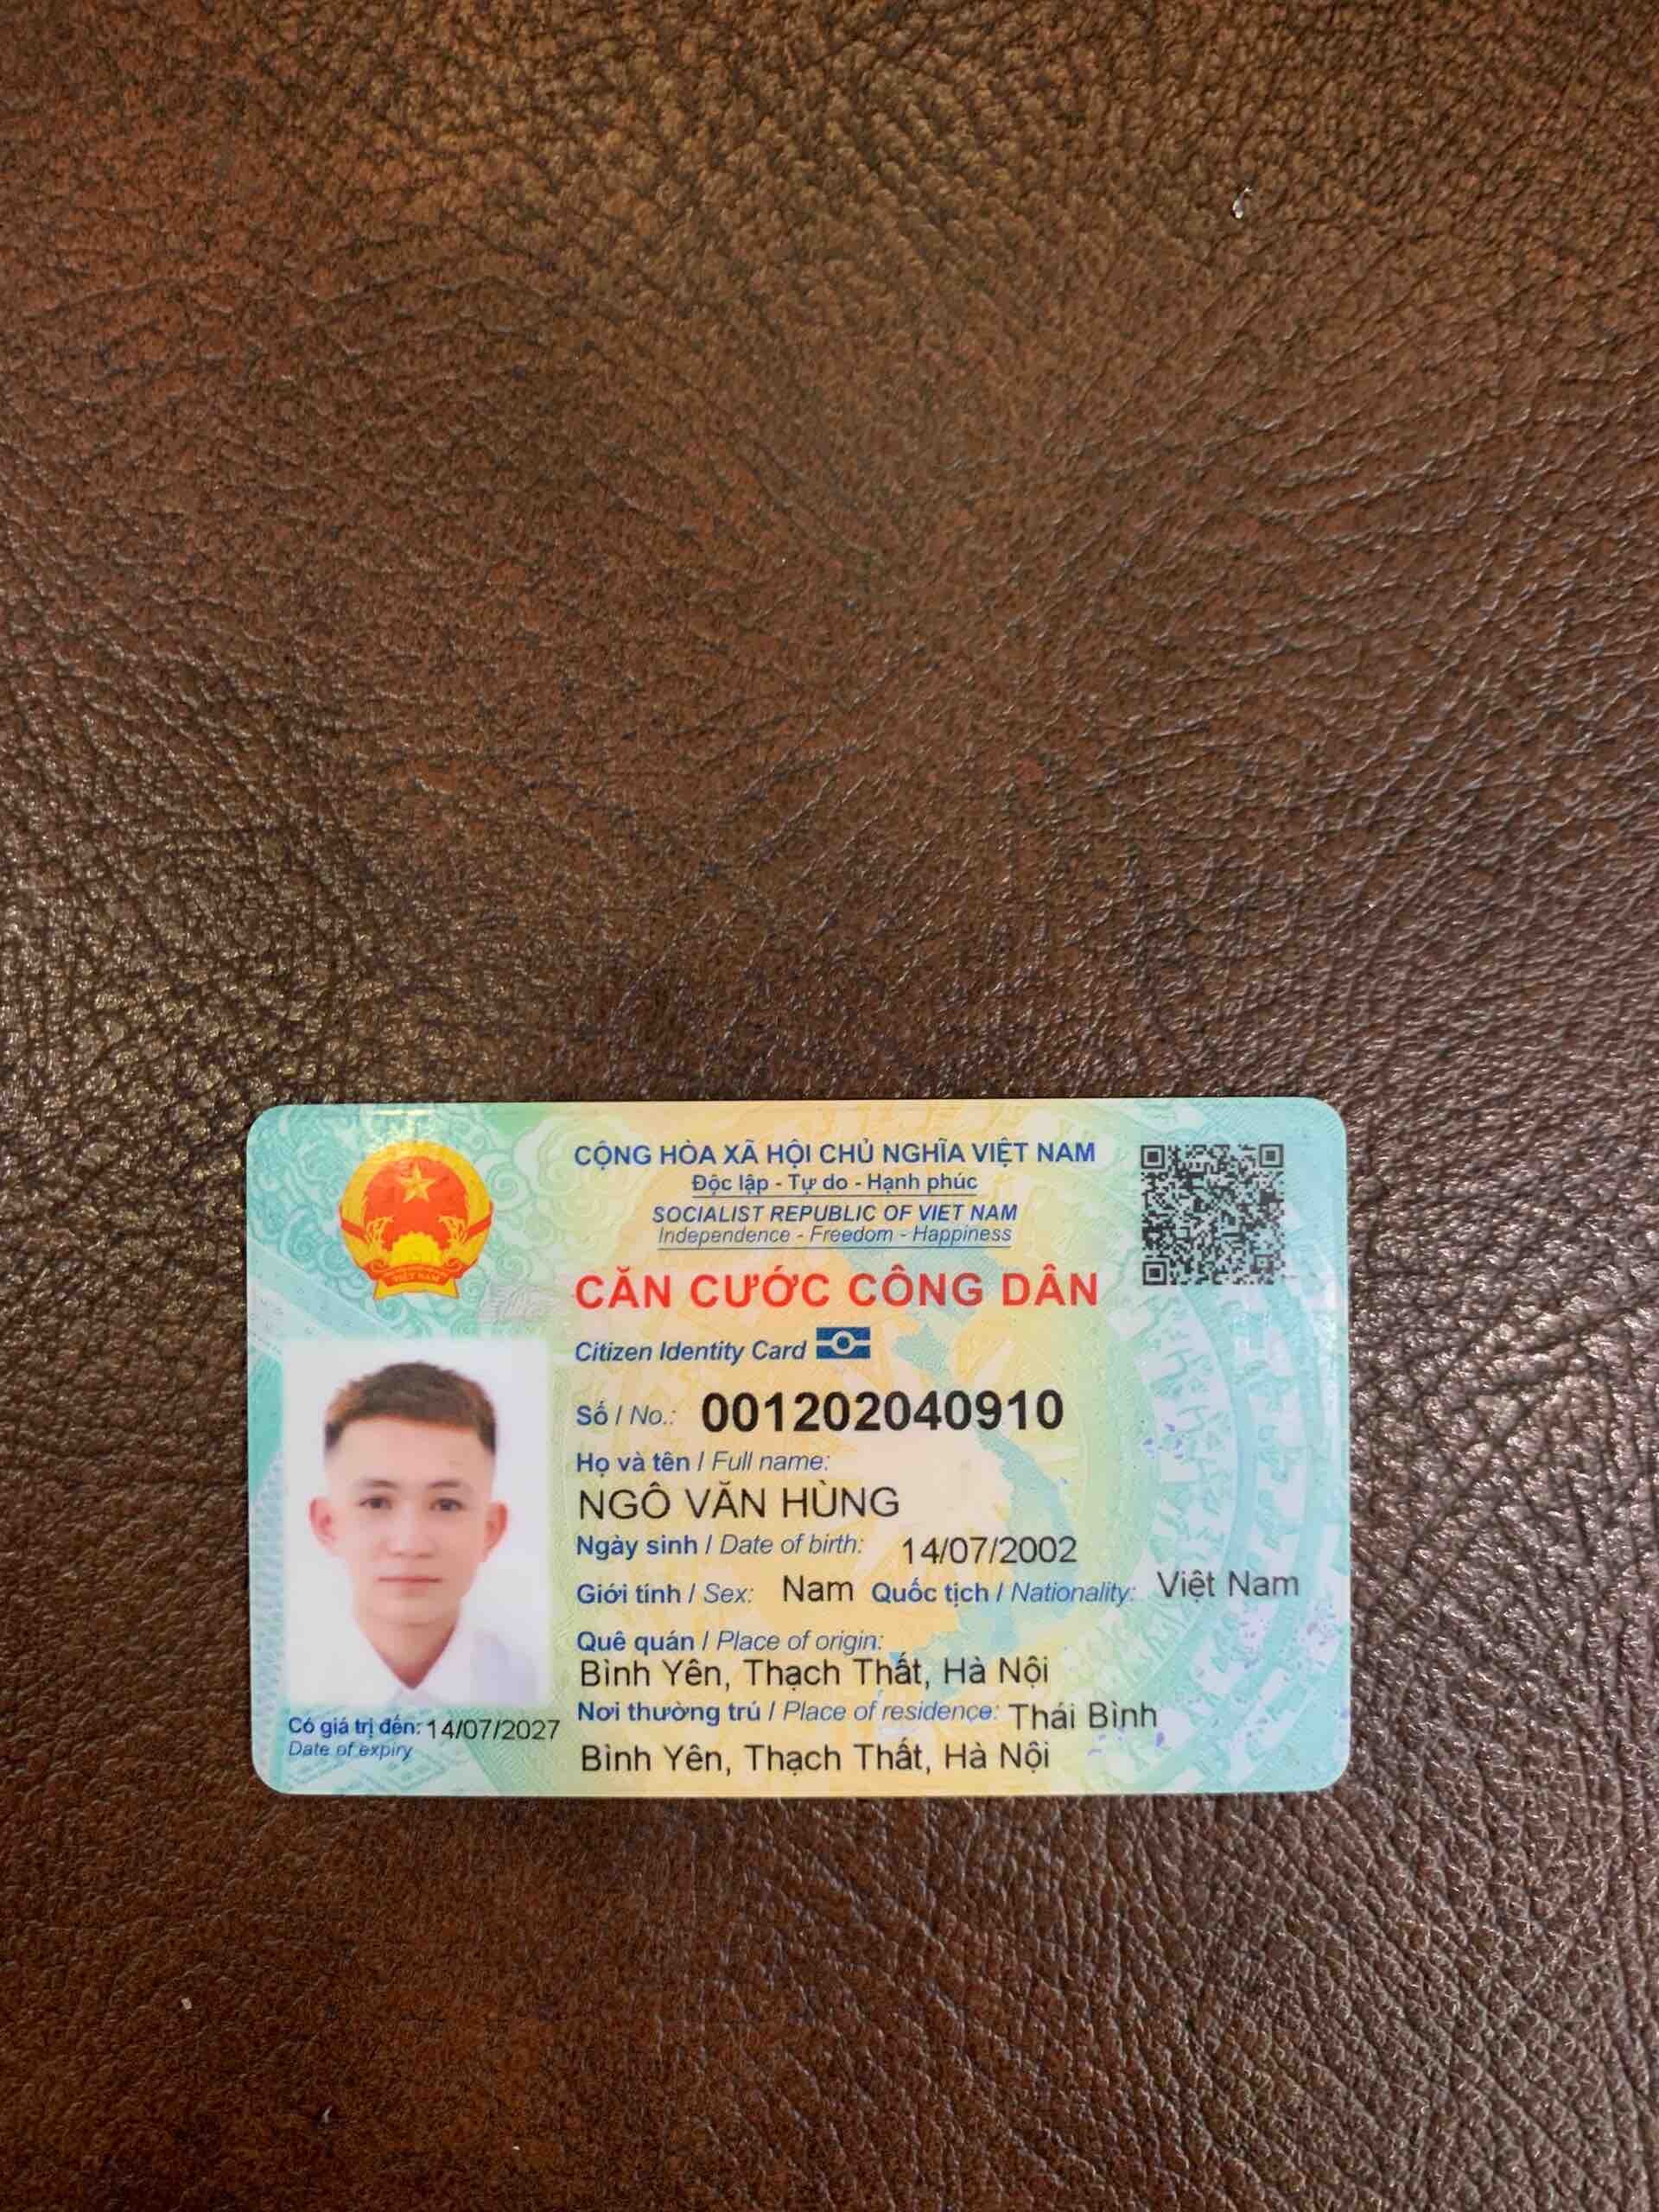 CỘNG HÒA XÃ HỘI CHỦ NGHĨA VIỆT NAM
Độc lập - Tự do - Hạnh phúc
SOCIALIST REPUBLIC OF VIET NAM
Independence - Freedom - Happiness
CĂN CƯỚC CÔNG DÂN
Citizen Identity Card
Số / No.: 001202040910
Họ và tên / Full name:
NGÔ VĂN HÙNG
Ngày sinh / Date of birth: 14/07/2002
Giới tính / Sex: Nam Quốc tịch / Nationality: Việt Nam
Quê quán / Place of origin:
Bình Yên, Thạch Thất, Hà Nội
Nơi thường trú / Place of residence: Thái Bình
Bình Yên, Thạch Thất, Hà Nội
Có giá trị đến: 14/07/2027
Date of expiry
VIỆT NAM